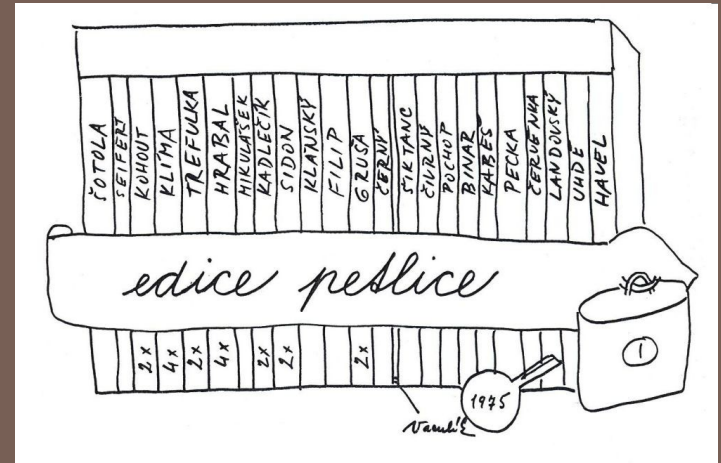 ŠOTOLA
SEIFERT
KOHOUT
KLÍMA
TREFULKA
HRABAL
MIKULÁŠEK
KADLEČÍK
SIDON
KLÁNSKÝ
FILIP
GRUŠA
ČERNÝ
ŠIKTANC
ČIVRNÝ
POCHOP
BINAR
KABEŠ
PECKA
ČERVENKA
LANDOVSKÝ
UHDE
HAVEL
edice petlice
2x
4x
2x
4x
2x
2x
2x
1
1975
Vaculík